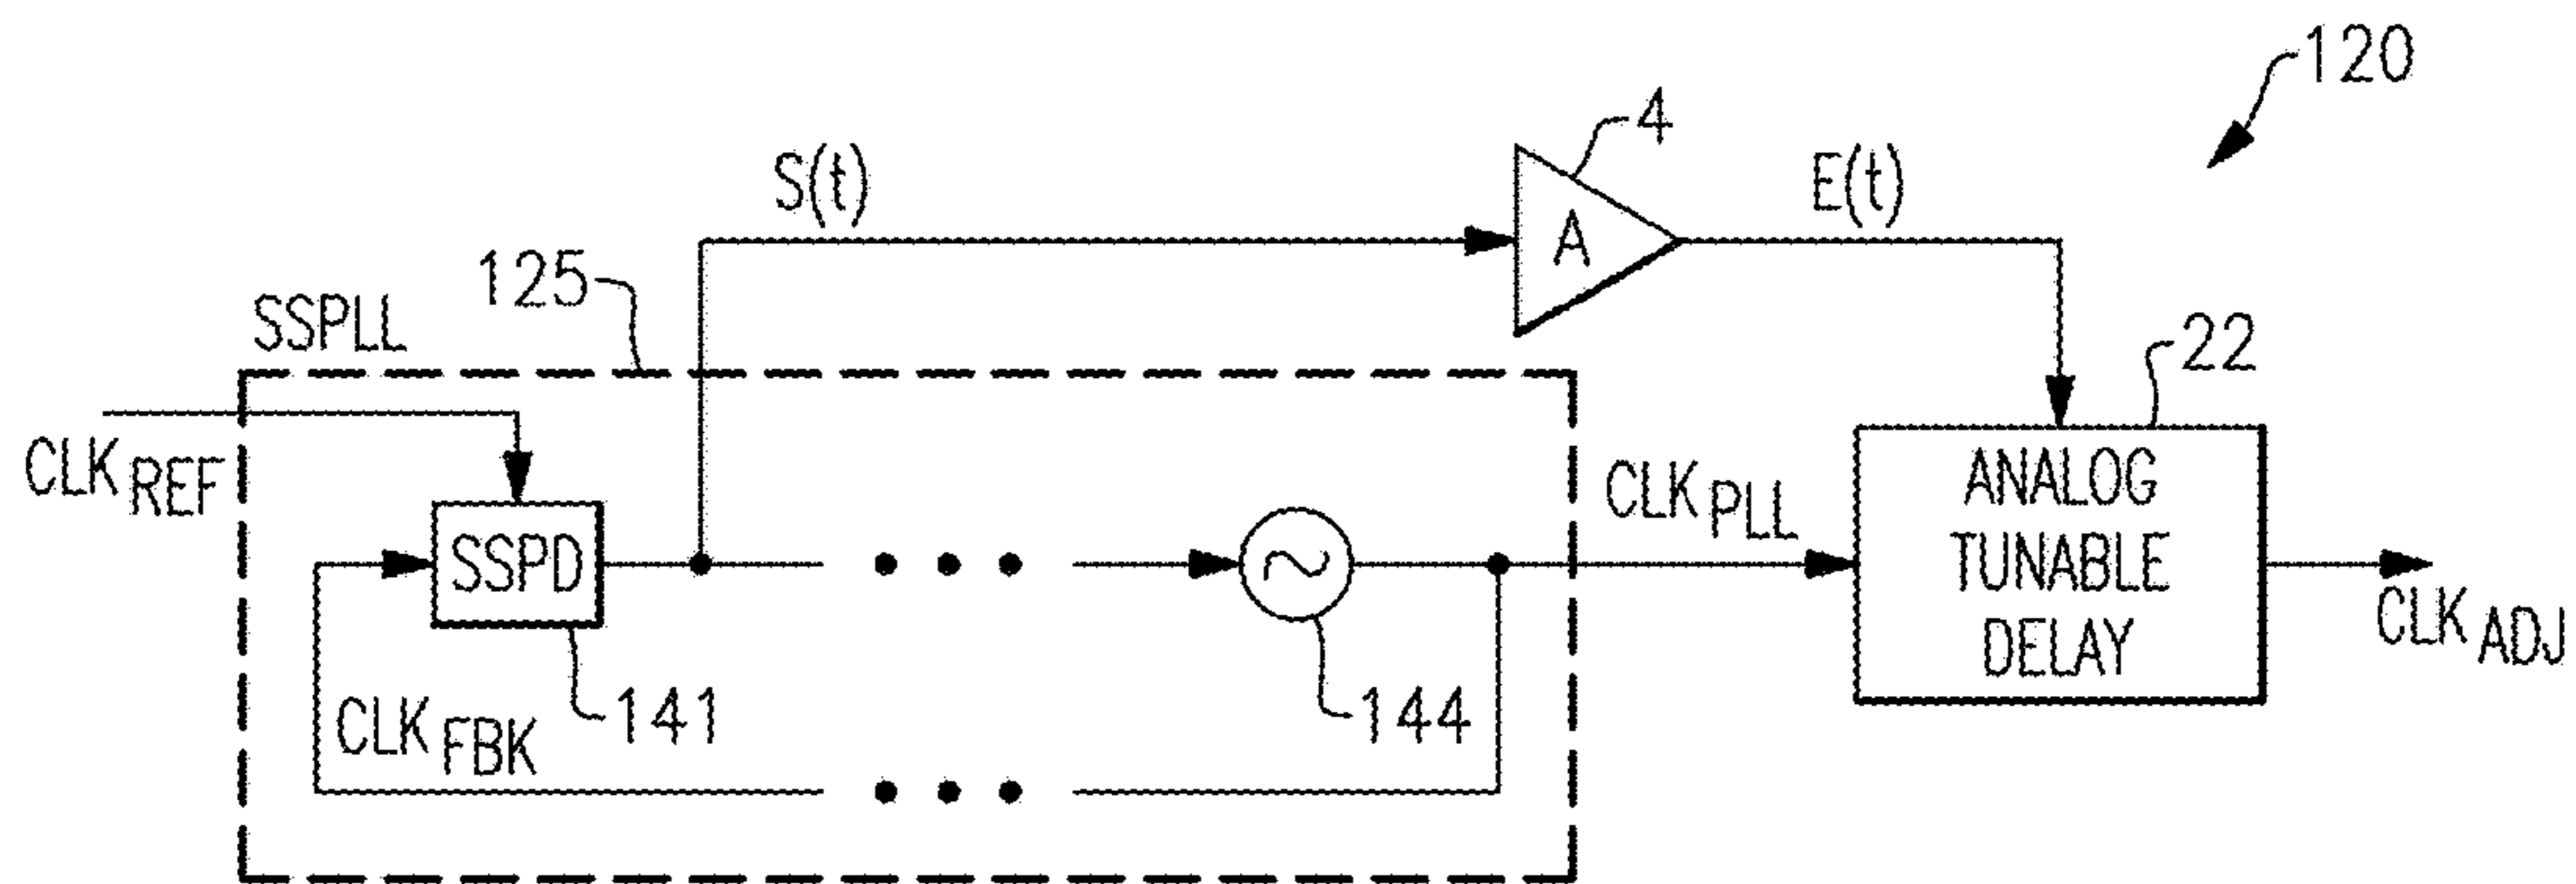 120
4
S(t)
A
E(t)
125
SSPLL
22
CLK REF
SSPD
CLK PLL
ANALOG
TUNABLE
DELAY
CLK ADJ
CLK FBK
141
144